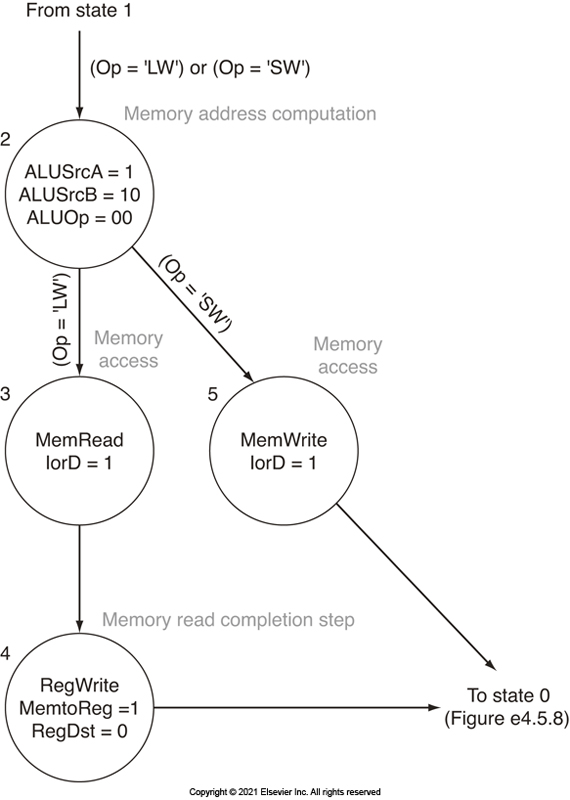 From state 1
(Op = 'LW') or (Op = 'SW')
Memory address computation
2
ALUSrcA = 1
ALUSrcB = 10
ALUOp = 00
(Op = 'LW')
(Op = 'SW')
Memory
access
Memory
access
3
MemRead
IorD = 1
5
MemWrite
IorD = 1
Memory read completion step
4
RegWrite
MemtoReg =1
RegDst = 0
To state 0
(Figure e4.5.8)
Copyright © 2021 Elsevier Inc. All rights reserved